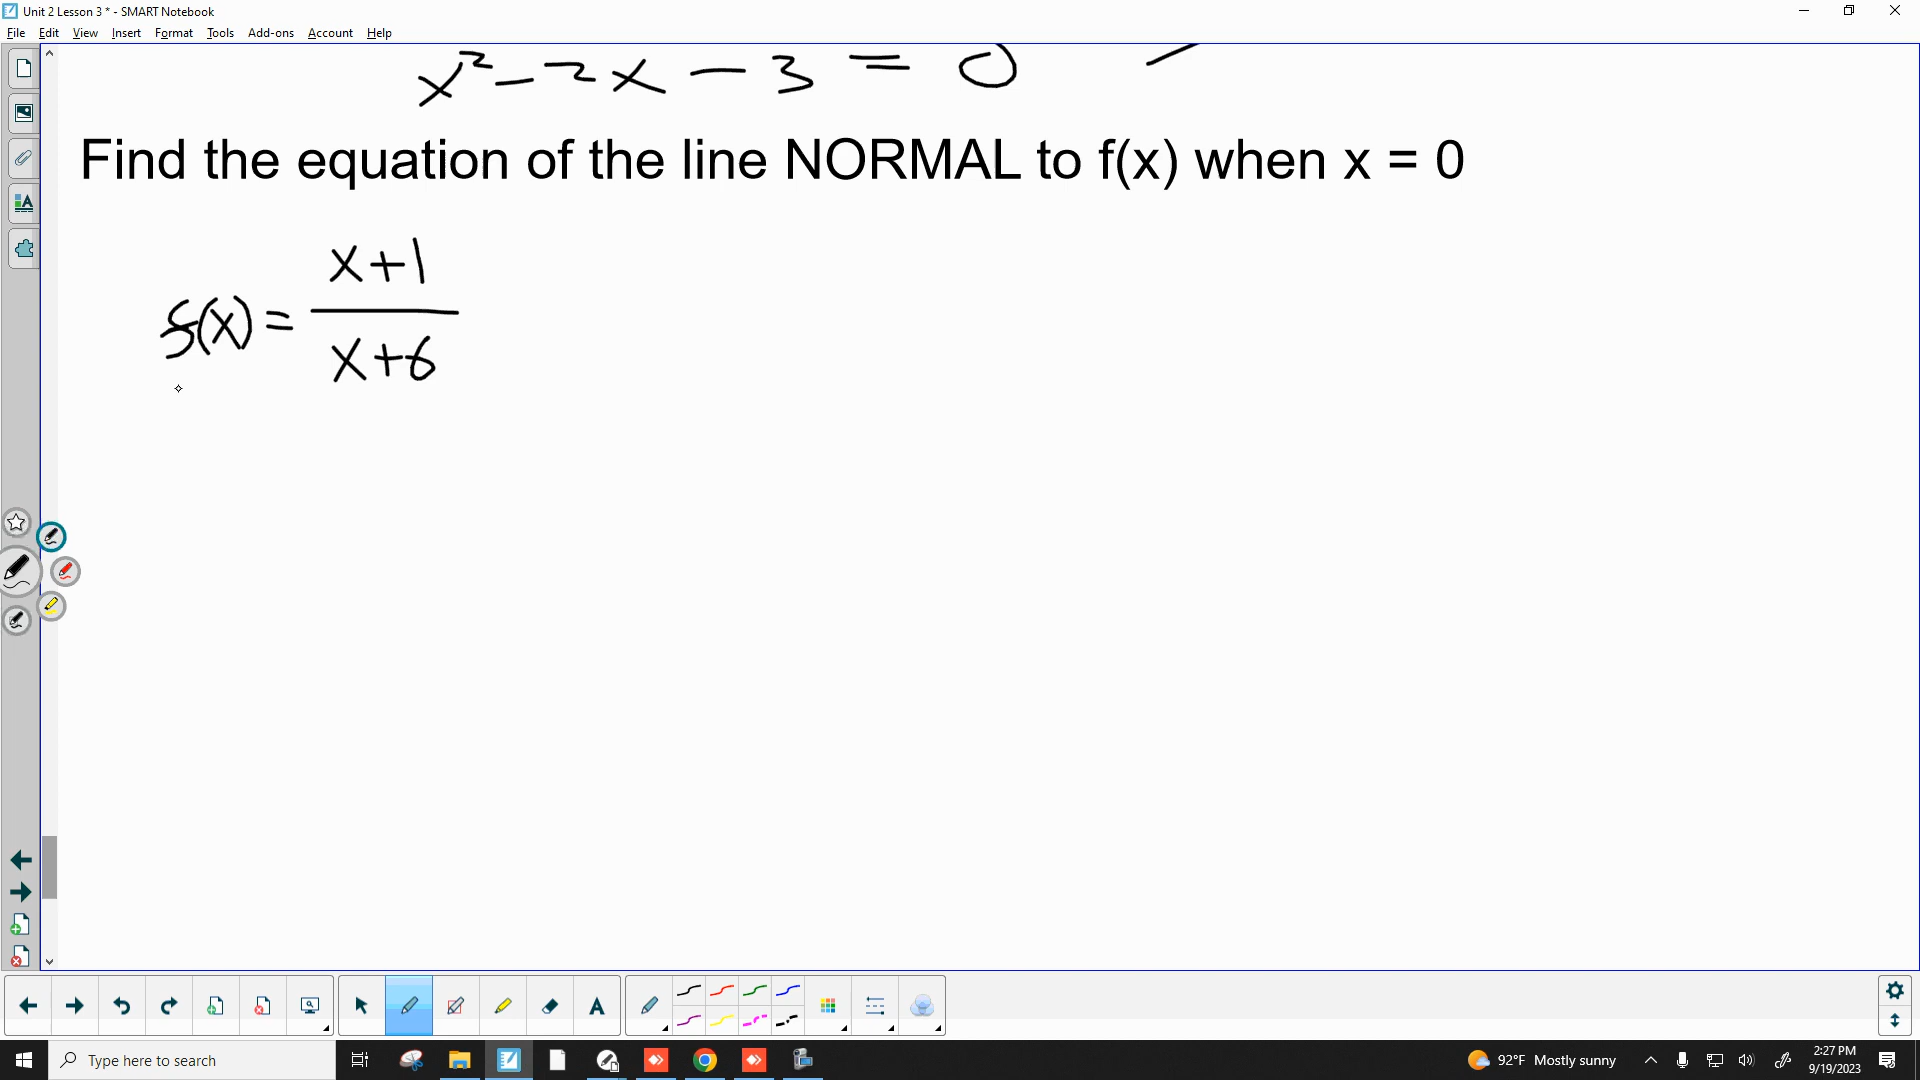 Unit 2 Lesson 3 * - SMART Notebook
File Edit View Insert Format Tools Add-ons Account Help
x² - 2x - 3 = 0
Find the equation of the line NORMAL to f(x) when x = 0
x+1
f(x) =
x+6
A
Type here to search
92°F Mostly sunny
2:27 PM
9/19/2023